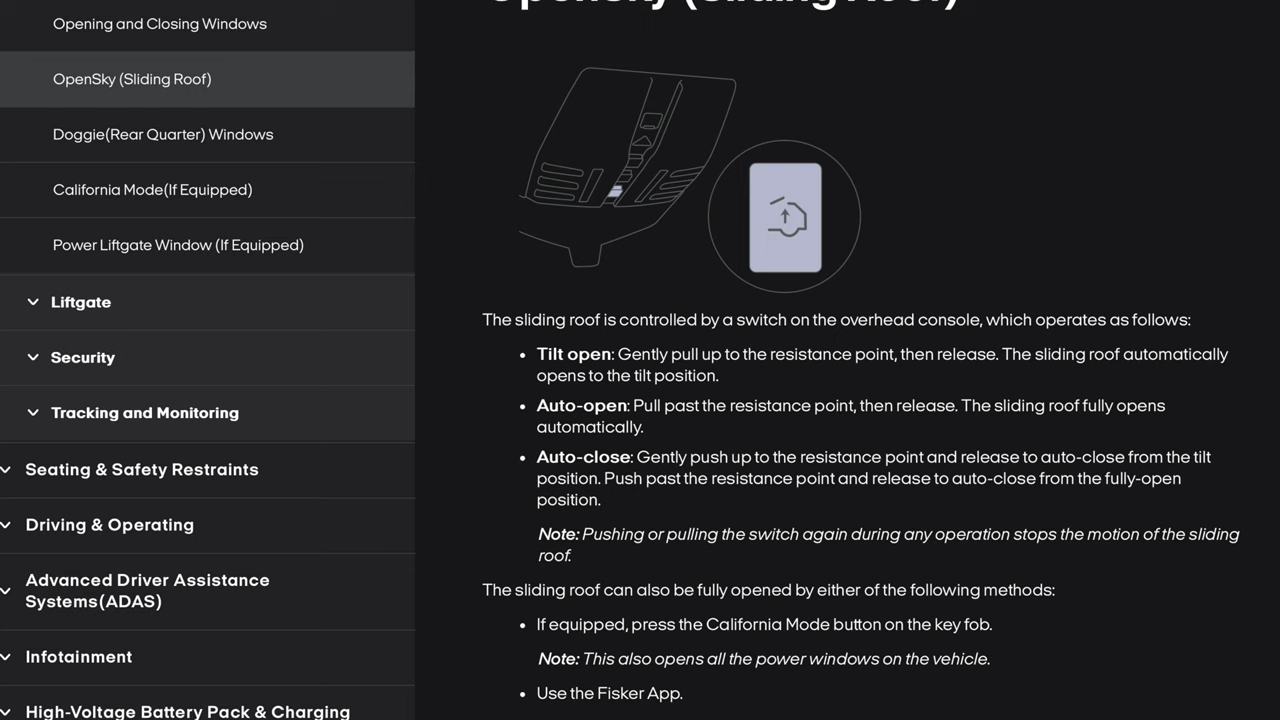 Opening and Closing Windows
OpenSky (Sliding Roof)
Doggie(Rear Quarter) Windows
California Mode(If Equipped)
Power Liftgate Window (If Equipped)
Liftgate
Security
Tracking and Monitoring
Seating & Safety Restraints
Driving & Operating
Advanced Driver Assistance
Systems(ADAS)
Infotainment
High-Voltage Battery Pack & Charging
OpenSky (Sliding Roof)
The sliding roof is controlled by a switch on the overhead console, which operates as follows:
• Tilt open: Gently pull up to the resistance point, then release. The sliding roof automatically
opens to the tilt position.
• Auto-open: Pull past the resistance point, then release. The sliding roof fully opens
automatically.
• Auto-close: Gently push up to the resistance point and release to auto-close from the tilt
position. Push past the resistance point and release to auto-close from the fully-open
position.
Note: Pushing or pulling the switch again during any operation stops the motion of the sliding
roof.
The sliding roof can also be fully opened by either of the following methods:
• If equipped, press the California Mode button on the key fob.
Note: This also opens all the power windows on the vehicle.
• Use the Fisker App.